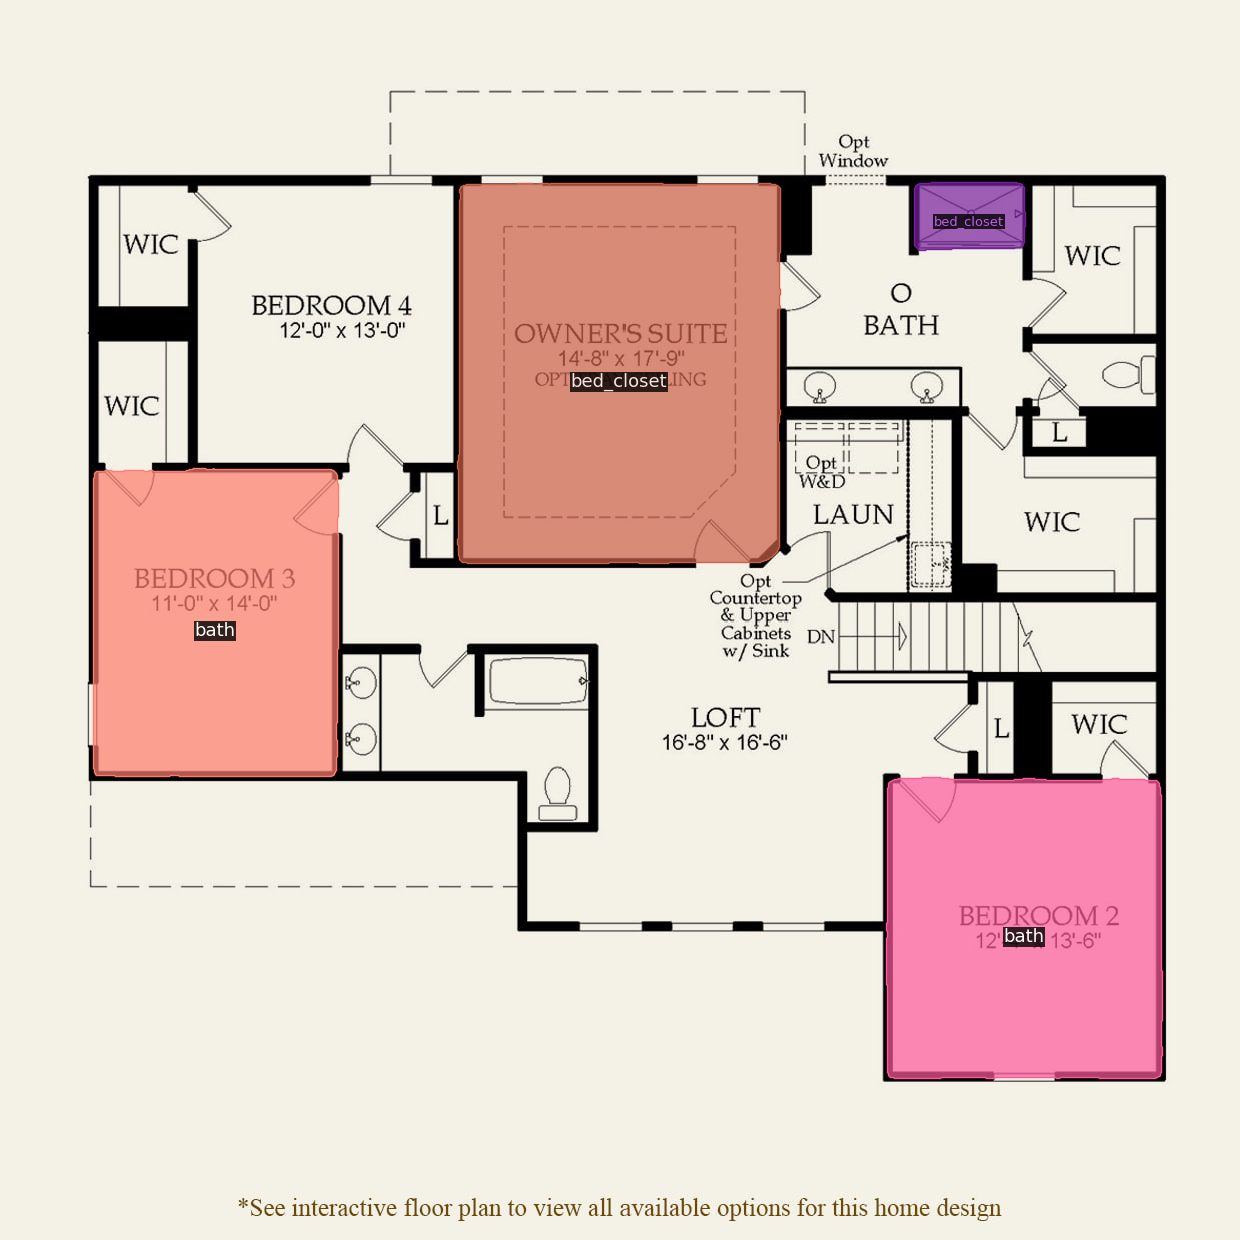 Opt
Window
WIC
bed_closet
WIC
BEDROOM 4
12'-0" x 13'-0"
OWNER'S SUITE
14'-8" x 17'-9"
bed_closet
O
BATH
WIC
L
L
Opt
W&D
LAUN
WIC
BEDROOM 3
11'-0" x 14'-0"
bath
Opt
Countertop
& Upper
Cabinets
w/ Sink
DN
LOFT
16'-8" x 16'-6"
L
WIC
BEDROOM 2
13'-6"
bath
*See interactive floor plan to view all available options for this home design